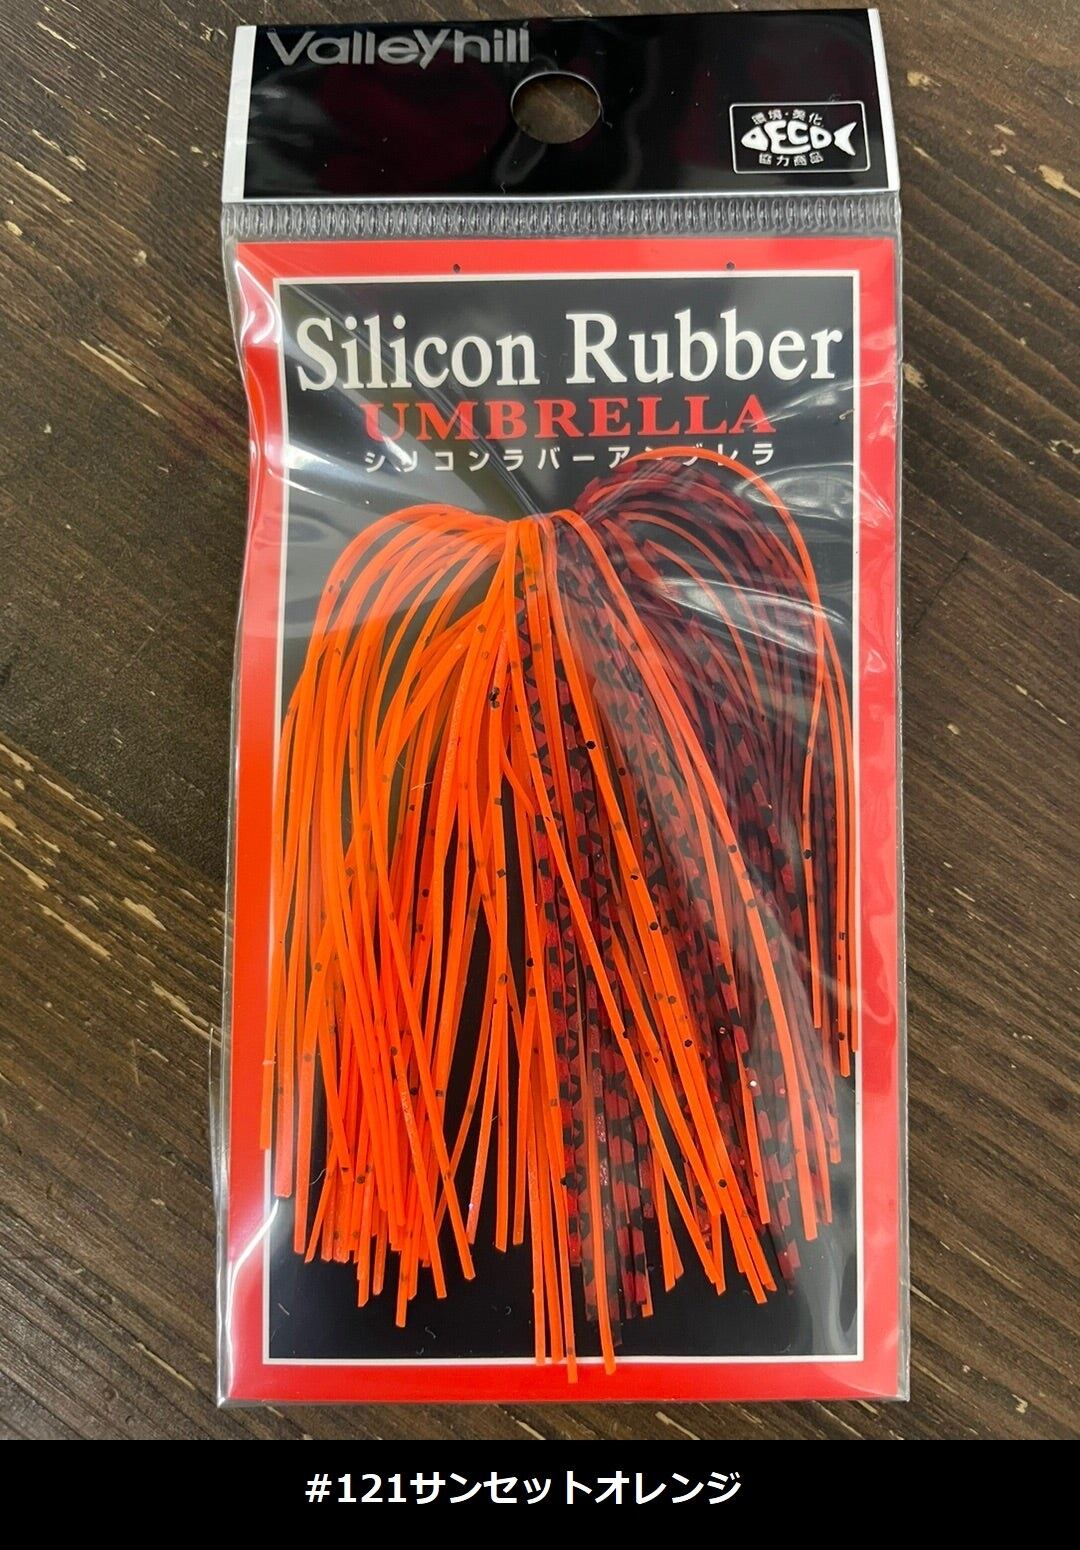 Valleyhill
環境・美化
ECO
協力商品
Silicon Rubber
UMBRELLA
シリコンラバーアンブレラ
#121サンセットオレンジ